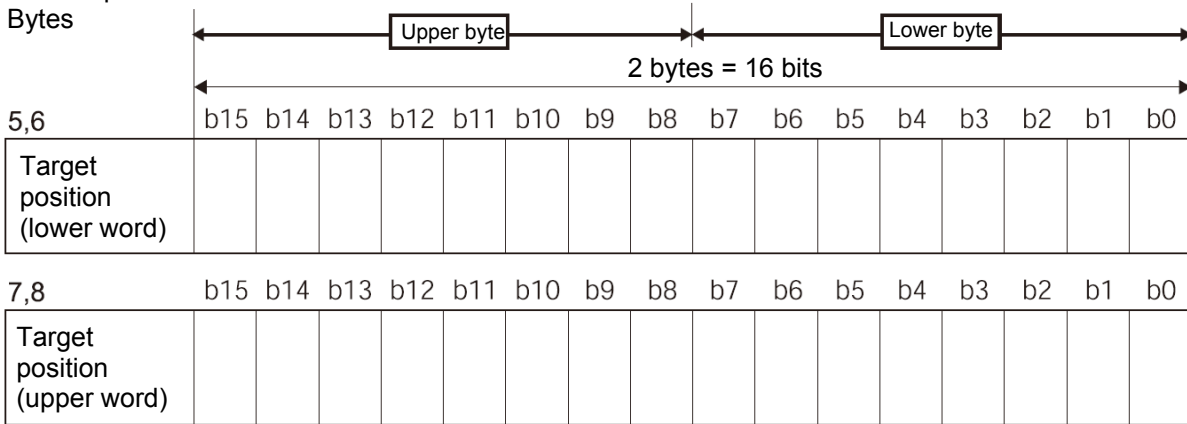 Bytes
Upper byte
Lower byte
2 bytes = 16 bits
5,6 b15 b14 b13 b12 b11 b10 b9 b8 b7 b6 b5 b4 b3 b2 b1 b0
Target
position
(lower word)
7,8 b15 b14 b13 b12 b11 b10 b9 b8 b7 b6 b5 b4 b3 b2 b1 b0
Target
position
(upper word)